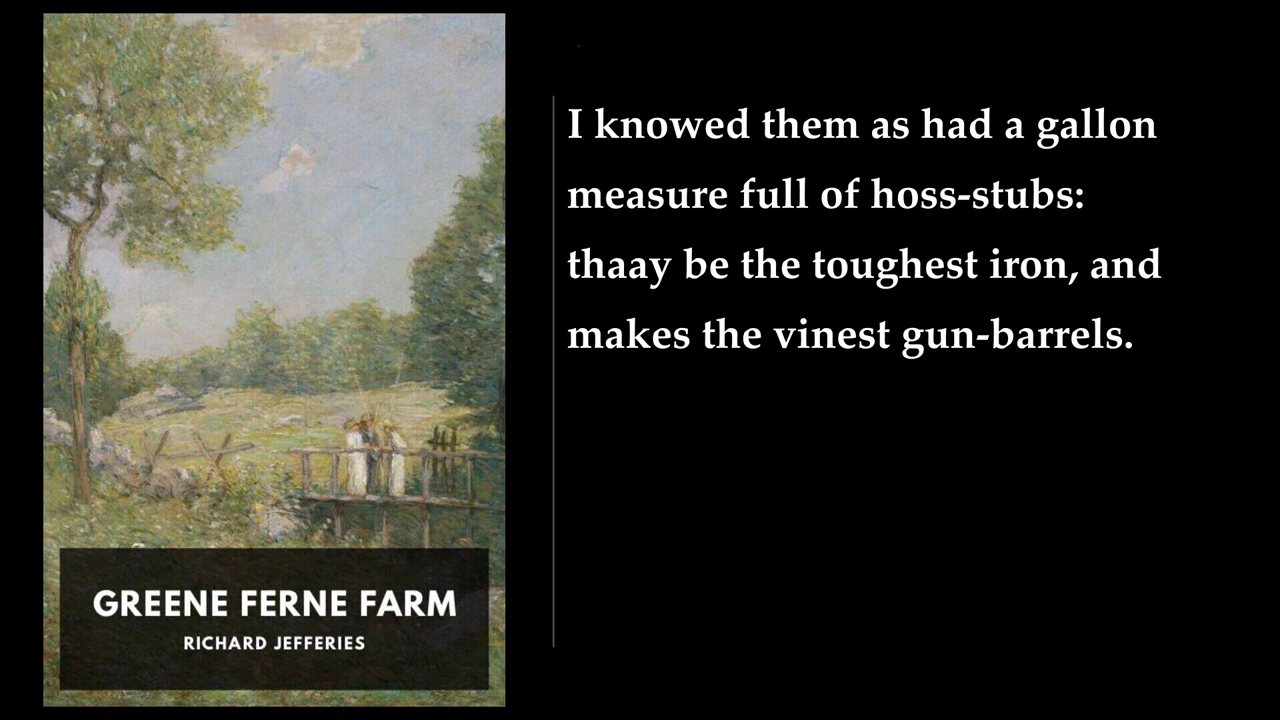 I knowed them as had a gallon
measure full of hoss-stubs:
thaay be the toughest iron, and
makes the vinest gun-barrels.
GREENE FERNE FARM
RICHARD JEFFERIES